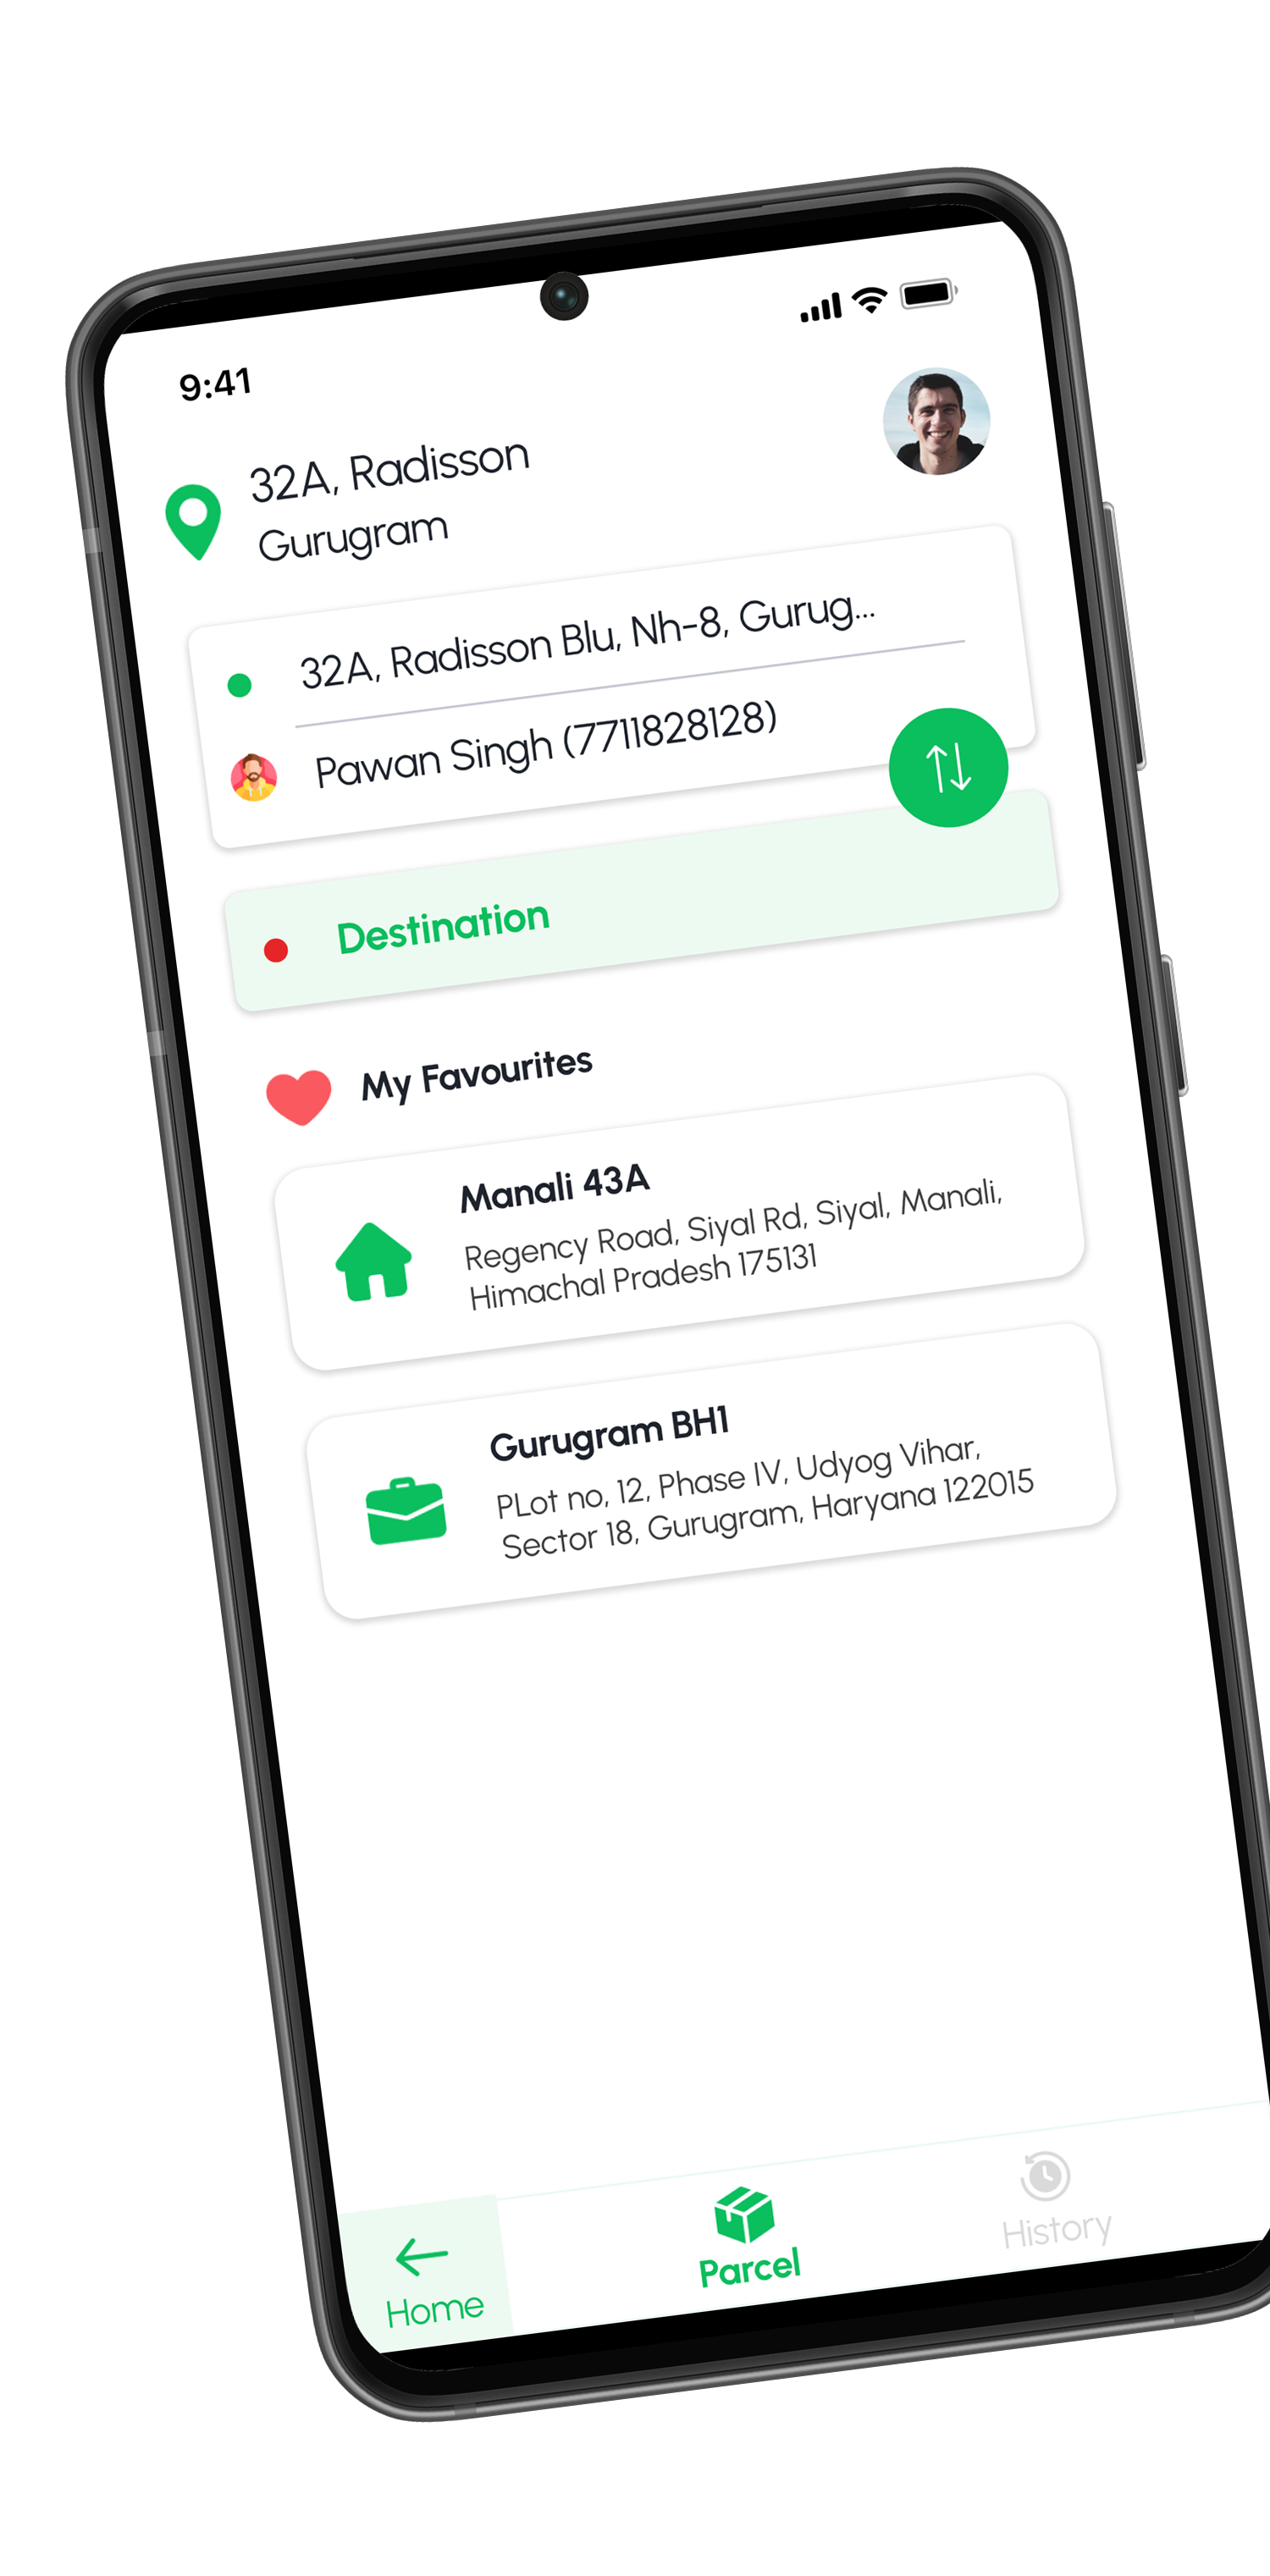 9:41
32A, Radisson
Gurugram
32A, Radisson Blu, Nh-8, Gurug...
Pawan Singh (7711828128)
Destination
My Favourites
Manali 43A
Regency Road, Siyal Rd, Siyal, Manali,
Himachal Pradesh 175131
Gurugram BH1
PLot no, 12, Phase IV, Udyog Vihar,
Sector 18, Gurugram, Haryana 122015
Home
Parcel
History